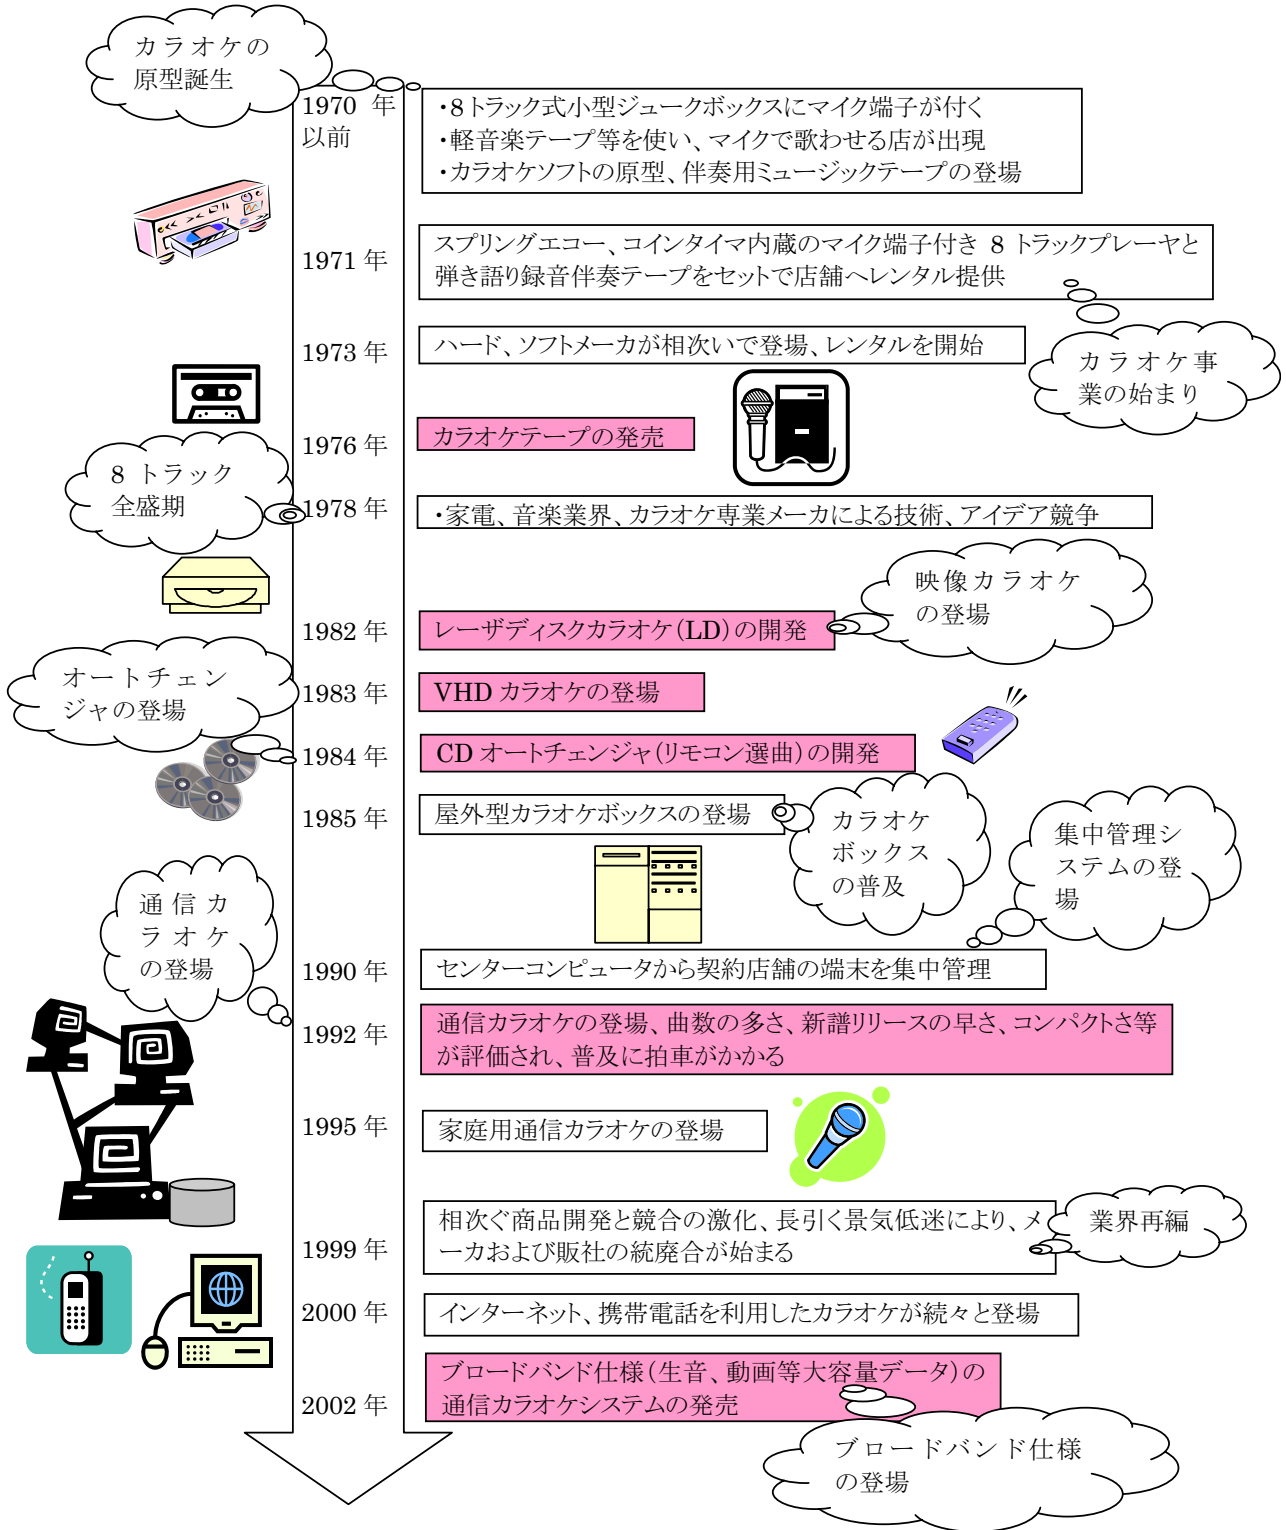 カラオケの
原型誕生
1970 年
以前
・8トラック式小型ジュークボックスにマイク端子が付く
・軽音楽テープ等を使い、マイクで歌わせる店が出現
・カラオケソフトの原型、伴奏用ミュージックテープの登場
1971 年
スプリングエコー、コインタイマ内蔵のマイク端子付き 8 トラックプレーヤと
弾き語り録音伴奏テープをセットで店舗へレンタル提供
カラオケ事
業の始まり
1973 年
ハード、ソフトメーカが相次いで登場、レンタルを開始
1976 年
カラオケテープの発売
8 トラック
全盛期
1978 年
・家電、音楽業界、カラオケ専業メーカによる技術、アイデア競争
映像カラオケ
の登場
1982 年
レーザディスクカラオケ（LD）の開発
オートチェン
ジャの登場
1983 年
VHD カラオケの登場
1984 年
CD オートチェンジャ（リモコン選曲）の開発
1985 年
屋外型カラオケボックスの登場
カラオケ
ボックス
の普及
集中管理シ
ステムの登
場
通信カ
ラオケ
の登場
1990 年
センターコンピュータから契約店舗の端末を集中管理
1992 年
通信カラオケの登場、曲数の多さ、新譜リリースの早さ、コンパクトさ等
が評価され、普及に拍車がかかる
1995 年
家庭用通信カラオケの登場
1999 年
相次ぐ商品開発と競合の激化、長引く景気低迷により、メ
ーカおよび販社の統廃合が始まる
業界再編
2000 年
インターネット、携帯電話を利用したカラオケが続々と登場
2002 年
ブロードバンド仕様（生音、動画等大容量データ）の
通信カラオケシステムの発売
ブロードバンド仕様
の登場